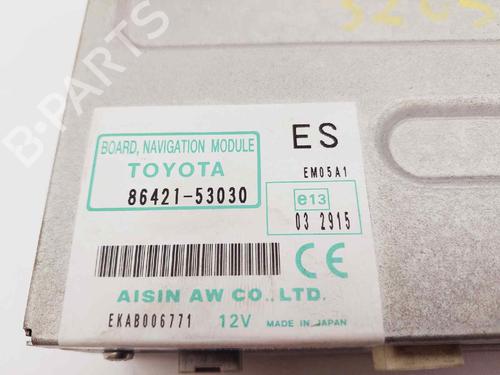 B-PARTS
BOARD, NAVIGATION MODULE
TOYOTA
86421-53030
ES
EM05A1
e13
03 2915
CE
AISIN AW CO., LTD.
EKAB006771 12V MADE IN JAPAN